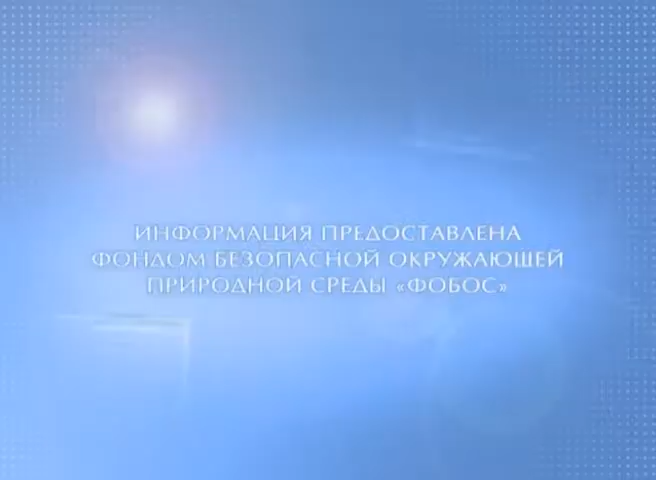 ИНФОРМАЦИЯ ПРЕДОСТАВЛЕНА
ФОНДОМ БЕЗОПАСНОЙ ОКРУЖАЮЩЕЙ
ПРИРОДНОЙ СРЕДЫ «ФОБОС»